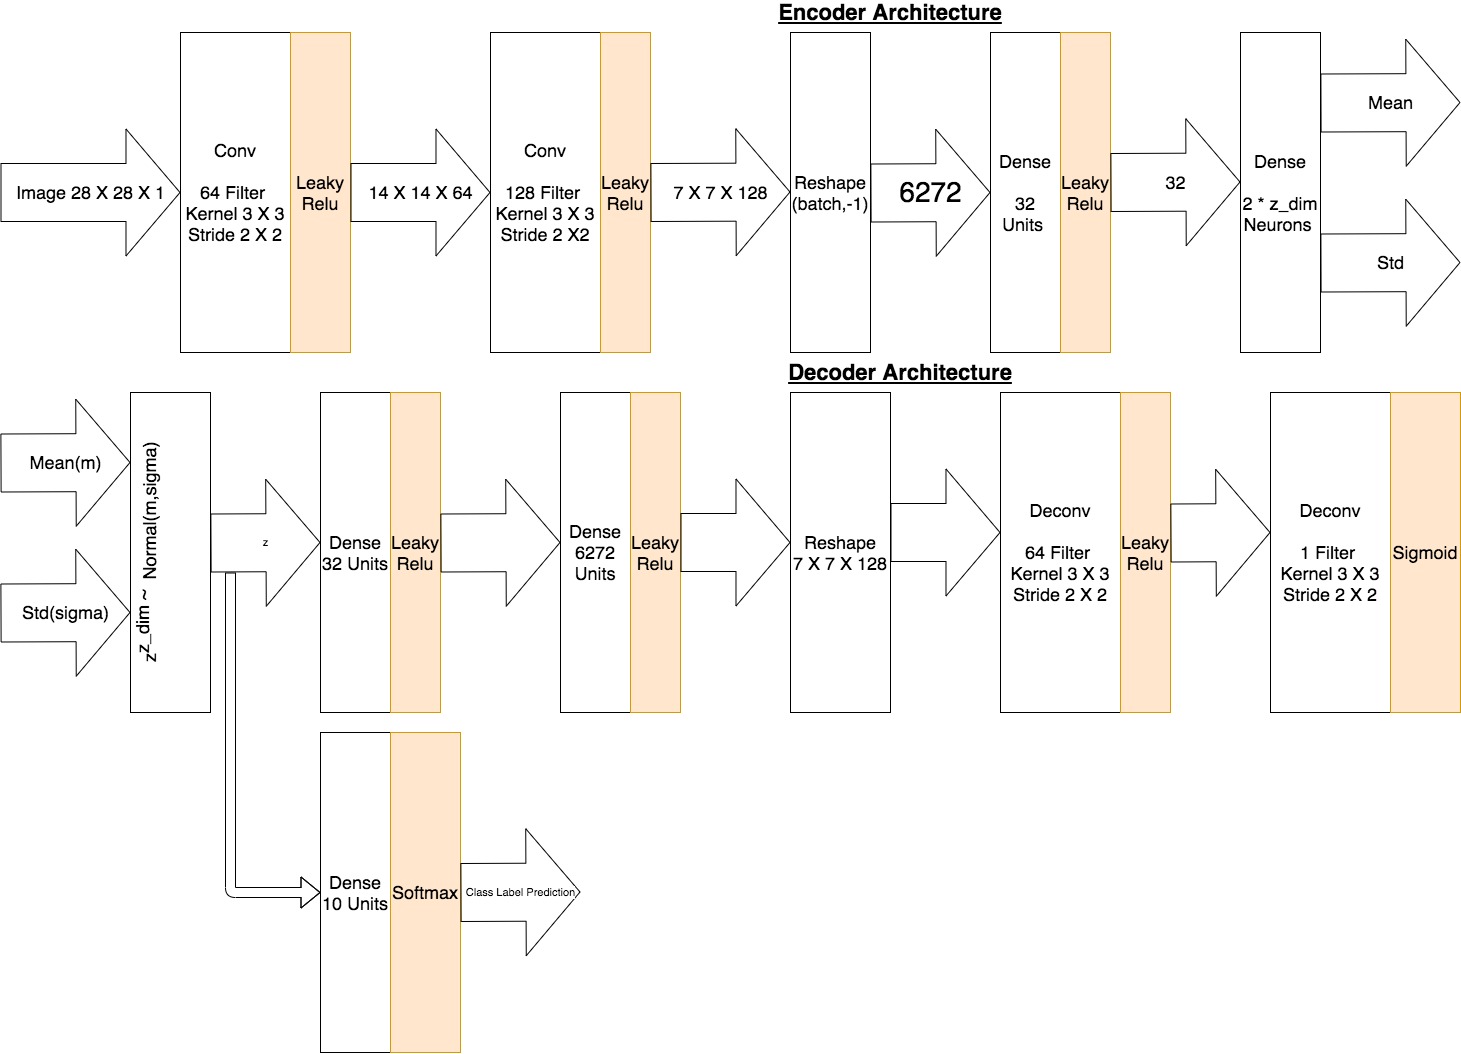 Encoder Architecture
Image 28 X 28 X 1
Conv
64 Filter
Kernel 3 X 3
Stride 2 X 2
Leaky
Relu
14 X 14 X 64
Conv
128 Filter
Kernel 3 X 3
Stride 2 X2
Leaky
Relu
7 X 7 X 128
Reshape
(batch,-1)
6272
Dense
32
Units
Leaky
Relu
32
Dense
2 * z_dim
Neurons
Mean
Std
Decoder Architecture
Mean(m)
Std(sigma)
z^z_dim ~ Normal(m,sigma)
z
Dense
32 Units
Leaky
Relu
Dense
6272
Units
Leaky
Relu
Reshape
7 X 7 X 128
Deconv
64 Filter
Kernel 3 X 3
Stride 2 X 2
Leaky
Relu
Deconv
1 Filter
Kernel 3 X 3
Stride 2 X 2
Sigmoid
Dense
10 Units
Softmax
Class Label Prediction